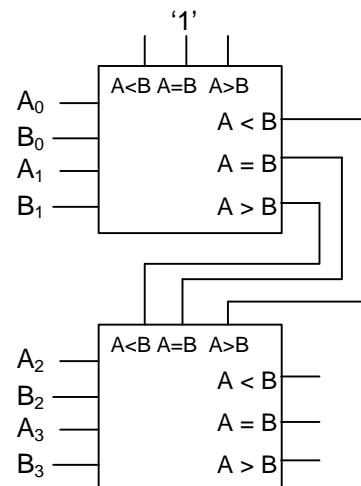 ‘1’
A<B A=B A>B
A0
A < B
B0
A = B
A1
A > B
B1
A<B A=B A>B
A2
A < B
B2
A = B
A3
A > B
B3